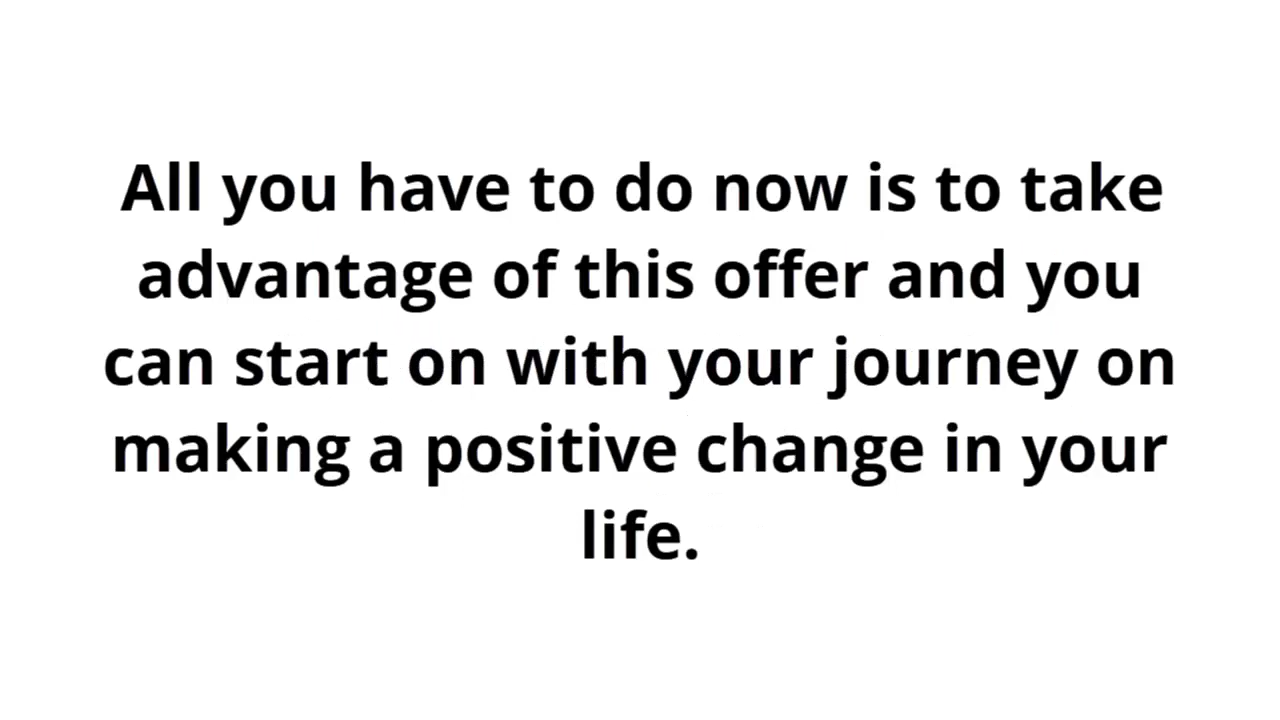 All you have to do now is to take
advantage of this offer and you
can start on with your journey on
making a positive change in your
life.